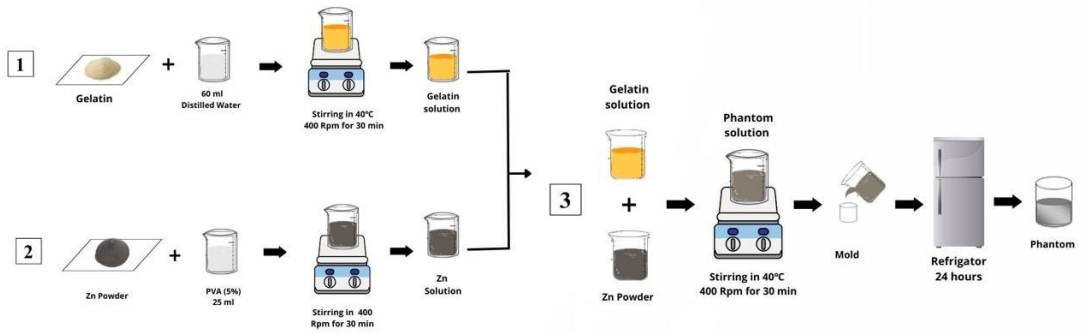 1
Gelatin
+
60 ml
Distilled Water
Stirring in 40°C
400 Rpm for 30 min
Gelatin
solution
2
Zn Powder
+
PVA (5%)
25 ml
Stirring in 400
Rpm for 30 min
Zn
Solution
3
Gelatin
solution
+
Zn Powder
Phantom
solution
Stirring in 40°C
400 Rpm for 30 min
Mold
Refrigator
24 hours
Phantom